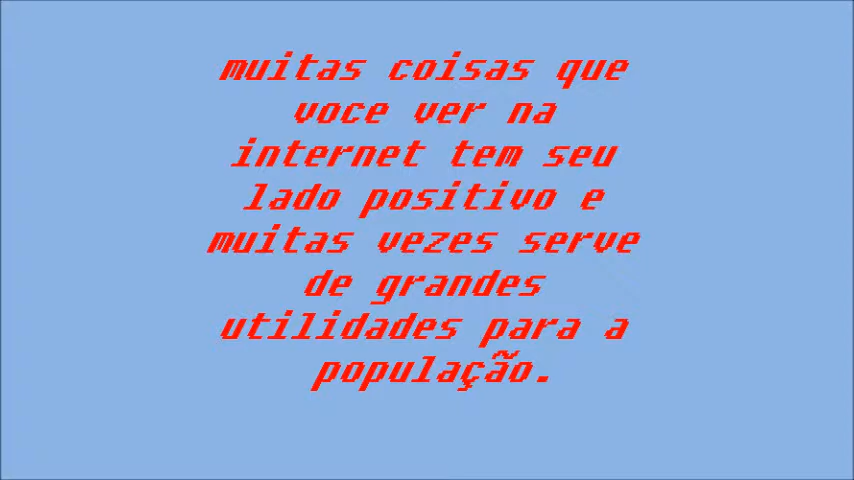 muitas coisas que
voce ver na
internet tem seu
lado positivo e
muitas vezes serve
de grandes
utilidades para a
população.